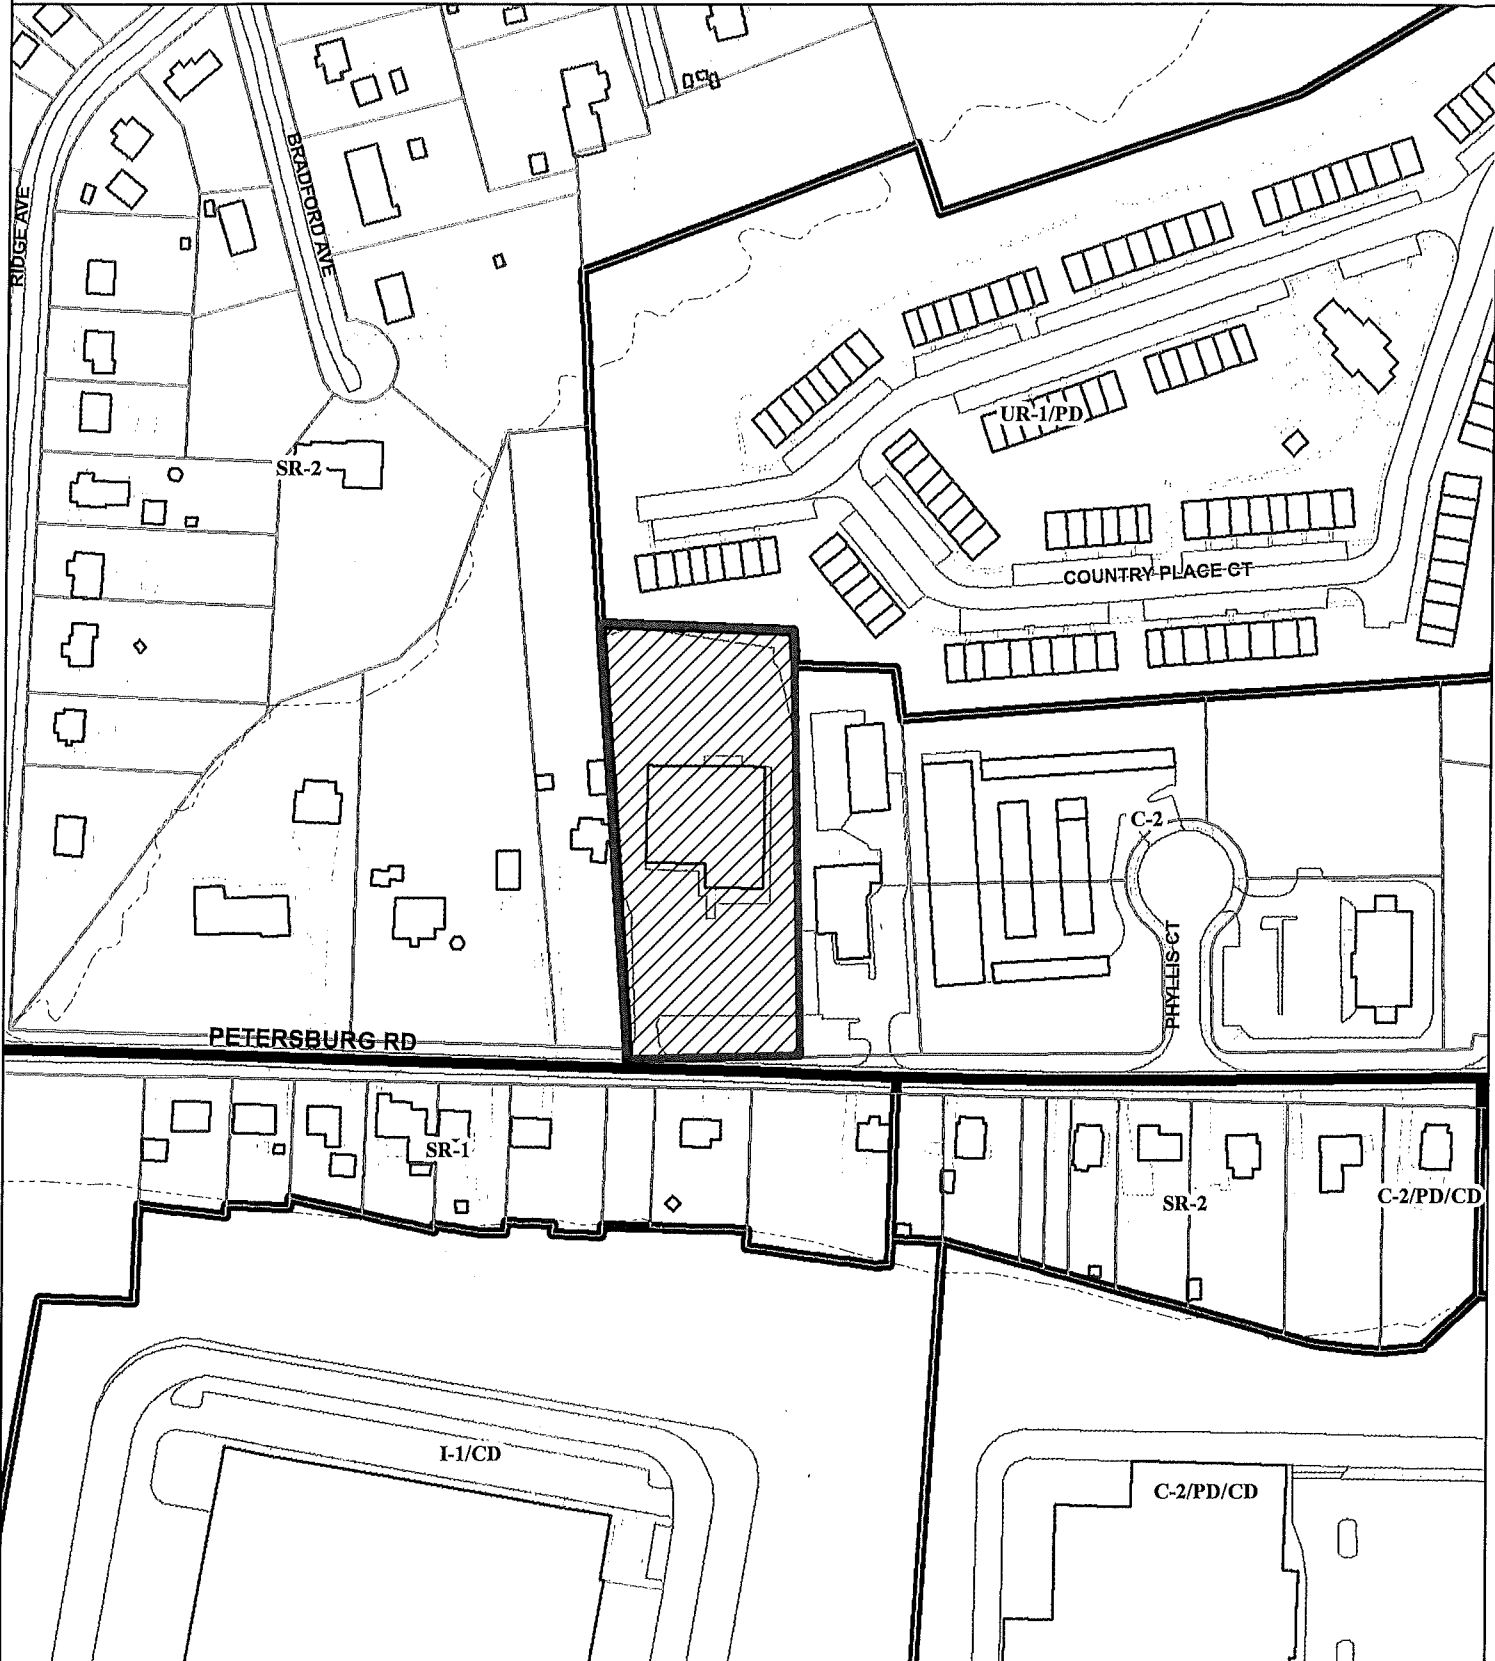 BRADFORD AVE
RIDGE AVE
UR-1/PD
SR-2
COUNTRY PLACE CT
C-2
PHYLLIS CT
PETERSBURG RD
SR-1
SR-2
C-2/PD/CD
I-1/CD
C-2/PD/CD